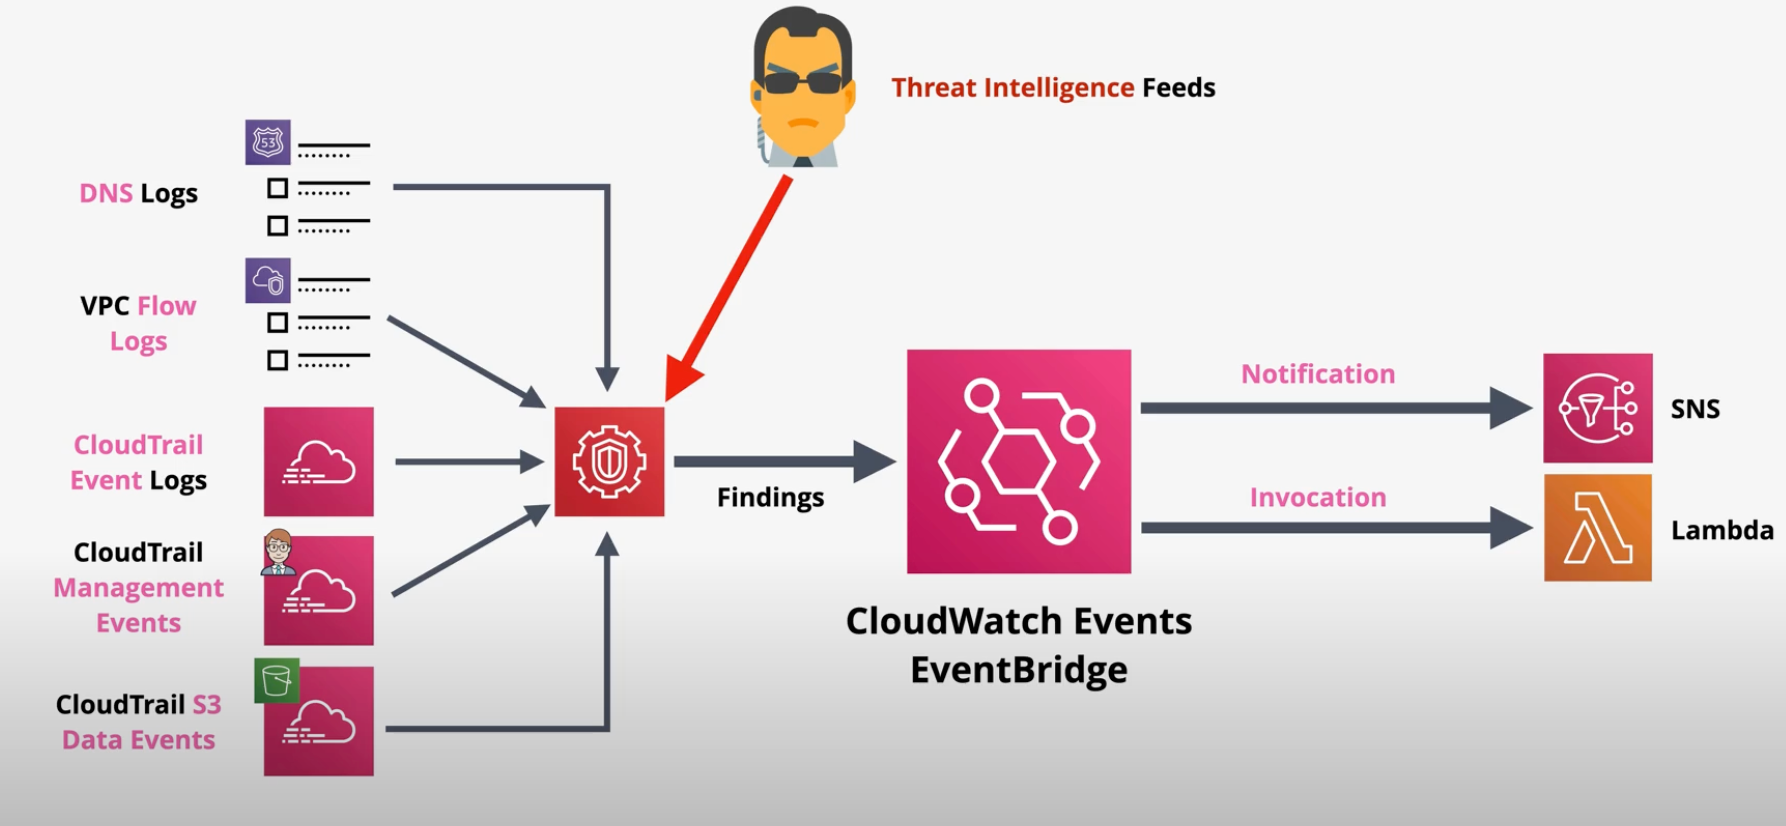 Threat Intelligence Feeds
53
DNS Logs
VPC Flow
Logs
CloudTrail
Event Logs
CloudTrail
Management
Events
CloudTrail S3
Data Events
Findings
CloudWatch Events
EventBridge
Notification
SNS
Invocation
Lambda